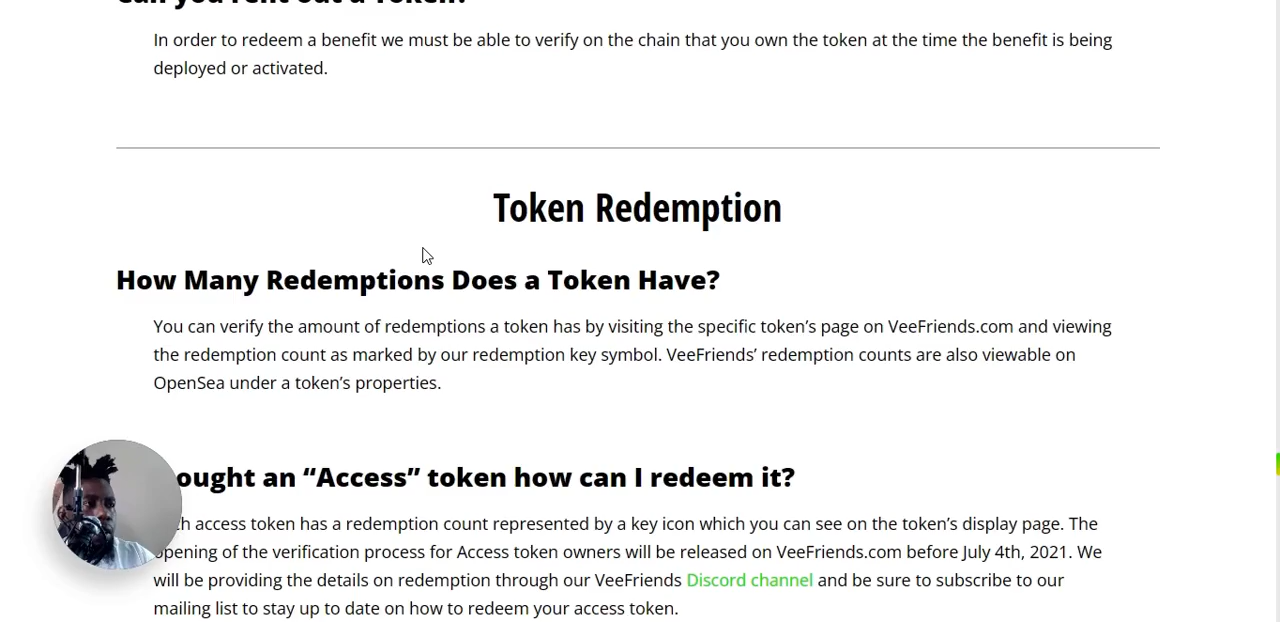 Can you rent out a Token?
In order to redeem a benefit we must be able to verify on the chain that you own the token at the time the benefit is being
deployed or activated.
Token Redemption
How Many Redemptions Does a Token Have?
You can verify the amount of redemptions a token has by visiting the specific token’s page on VeeFriends.com and viewing
the redemption count as marked by our redemption key symbol. VeeFriends’ redemption counts are also viewable on
OpenSea under a token’s properties.
ought an “Access” token how can I redeem it?
h access token has a redemption count represented by a key icon which you can see on the token’s display page. The
opening of the verification process for Access token owners will be released on VeeFriends.com before July 4th, 2021. We
will be providing the details on redemption through our VeeFriends Discord channel and be sure to subscribe to our
mailing list to stay up to date on how to redeem your access token.